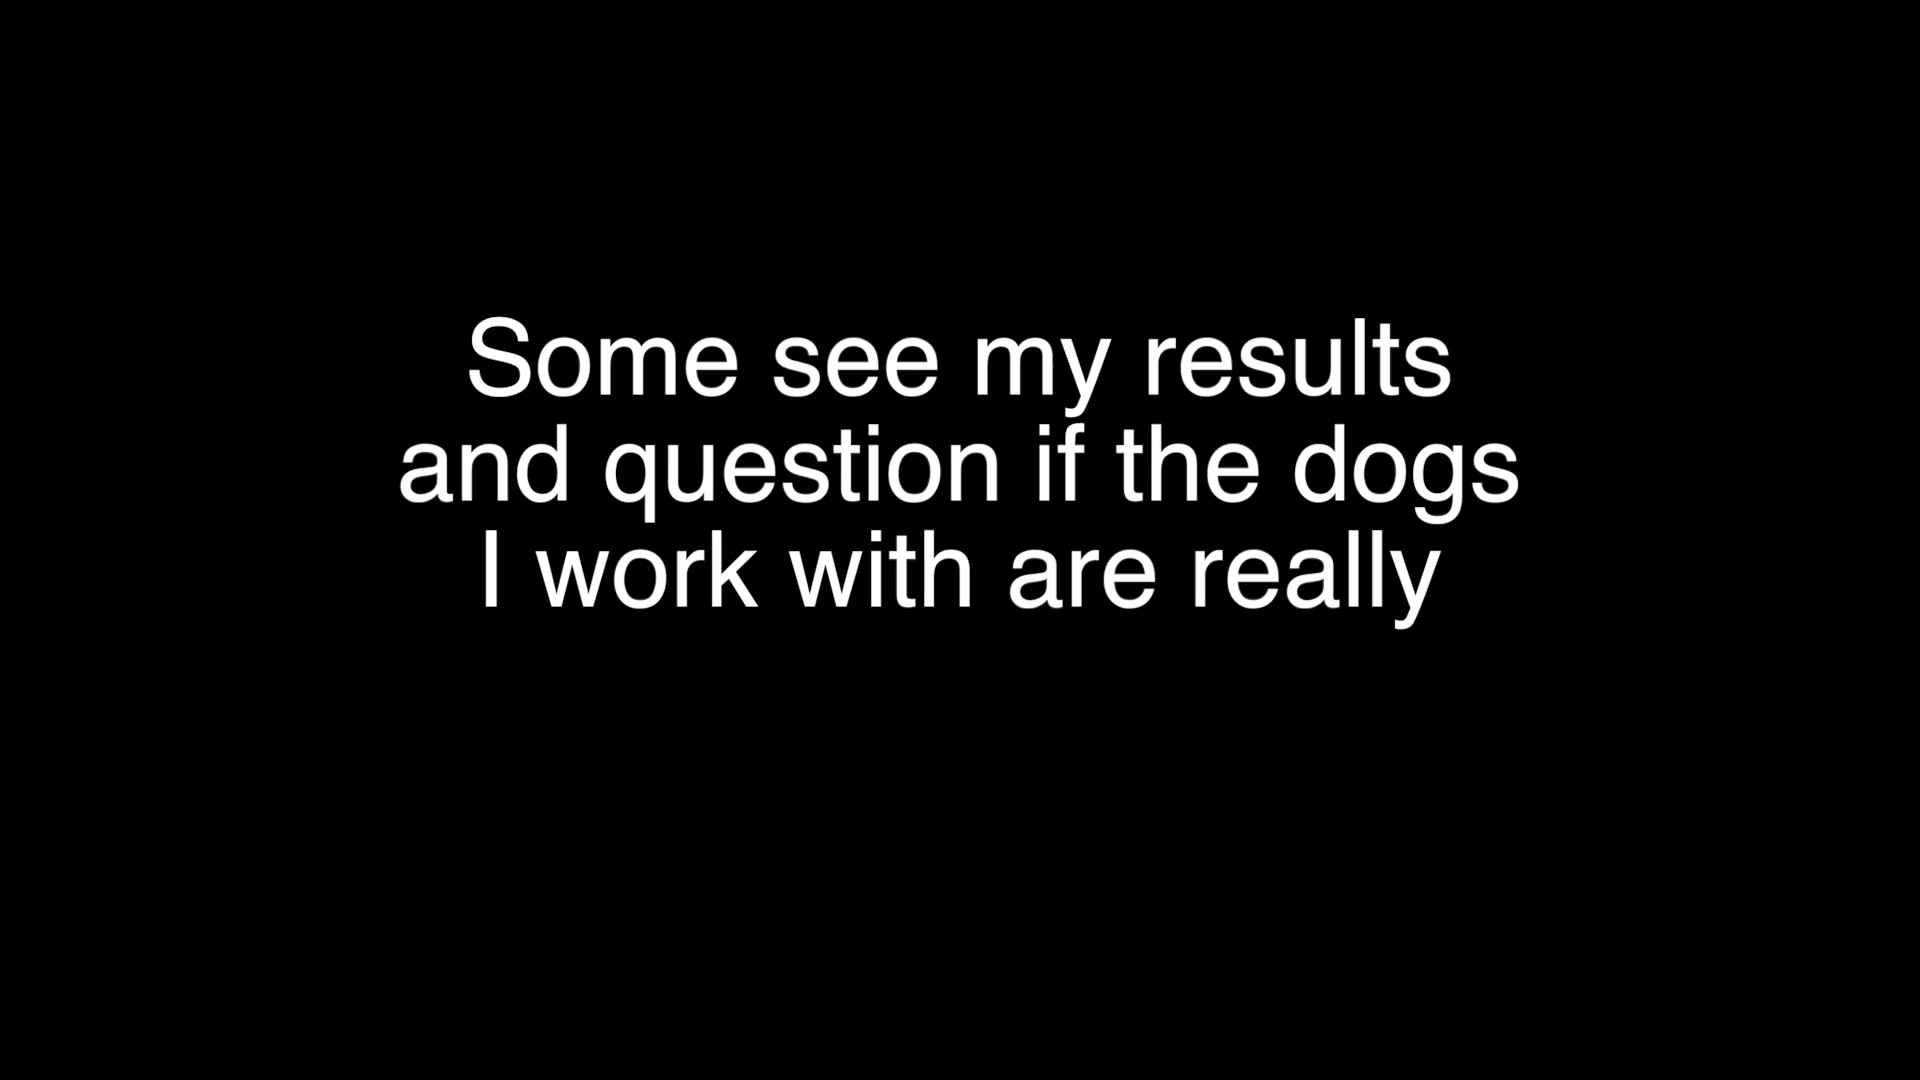 Some see my results
and question if the dogs
I work with are really